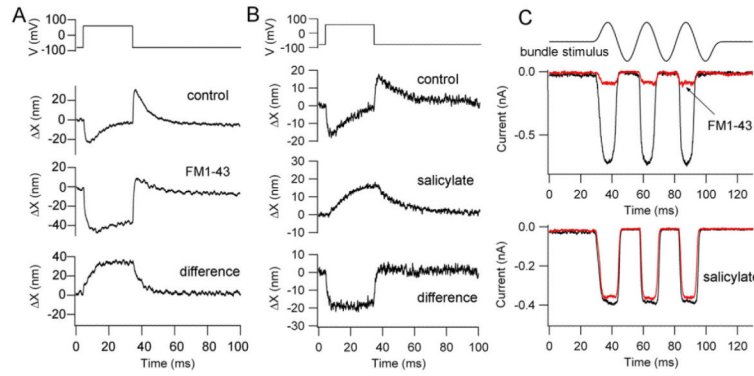 A
V (mV)
100
0
-100
control
ΔX (nm)
40
20
0
-20
FM1-43
ΔX (nm)
20
0
-20
-40
difference
ΔX (nm)
40
20
0
-20
0 20 40 60 80 100
Time (ms)
B
V (mV)
100
0
-100
control
ΔX (nm)
20
10
0
-10
-20
salicylate
ΔX (nm)
30
20
10
0
-10
difference
ΔX (nm)
10
0
-10
-20
-30
0 20 40 60 80 100
Time (ms)
C
bundle stimulus
Current (nA)
0.0
-0.5
FM1-43
0 20 40 60 80 100 120
Time (ms)
Current (nA)
0.0
-0.2
-0.4
salicylate
0 20 40 60 80 100 120
Time (ms)